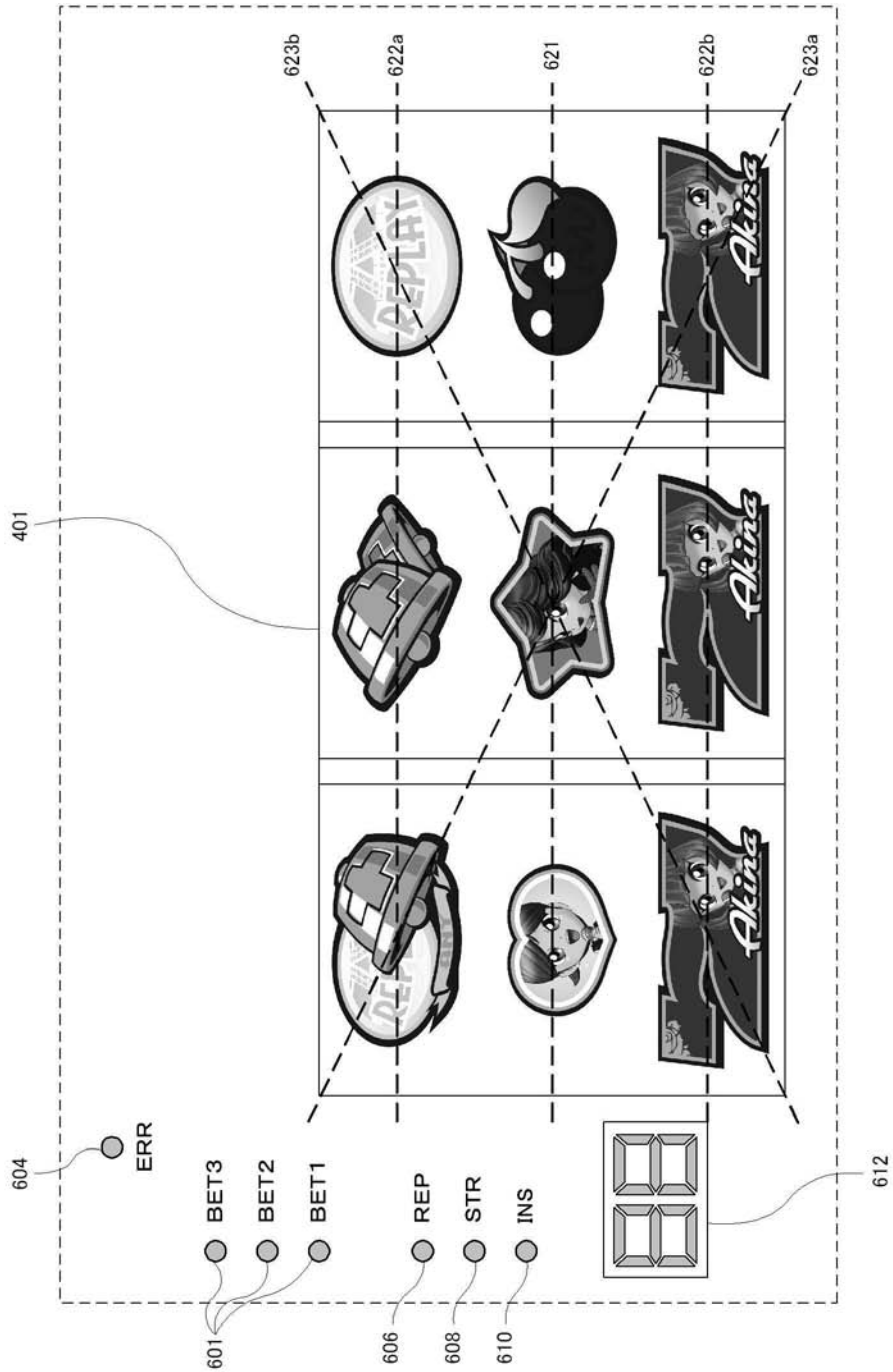 604
401
ERR
601
BET3
BET2
623b
BET1
622a
606
REP
REPLAY
608
STR
610
INS
621
622b
Akina
Akina
Akina
623a
612